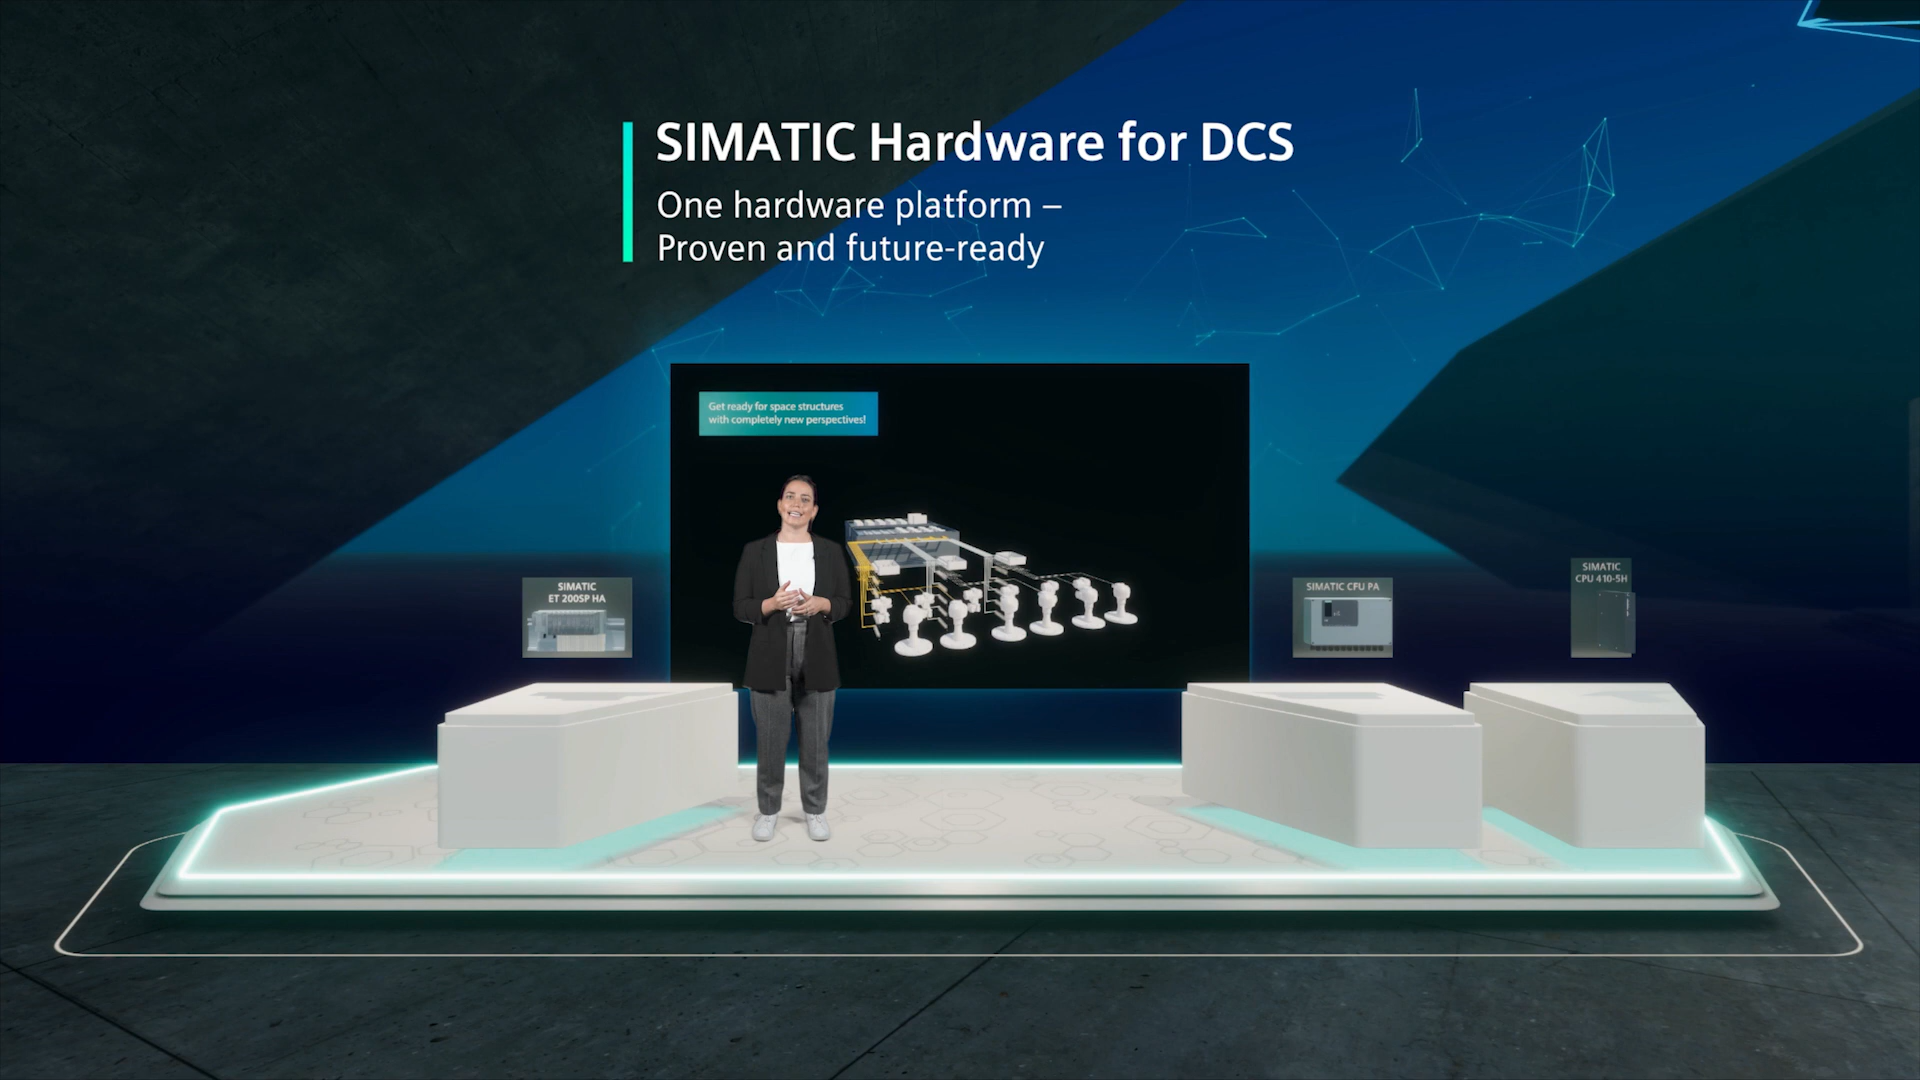 SIMATIC Hardware for DCS
One hardware platform –
Proven and future-ready
Get ready for space structures
with completely new perspectives!
SIMATIC
ET 200SP HA
SIMATIC CFU PA
SIMATIC
CPU 410-5H